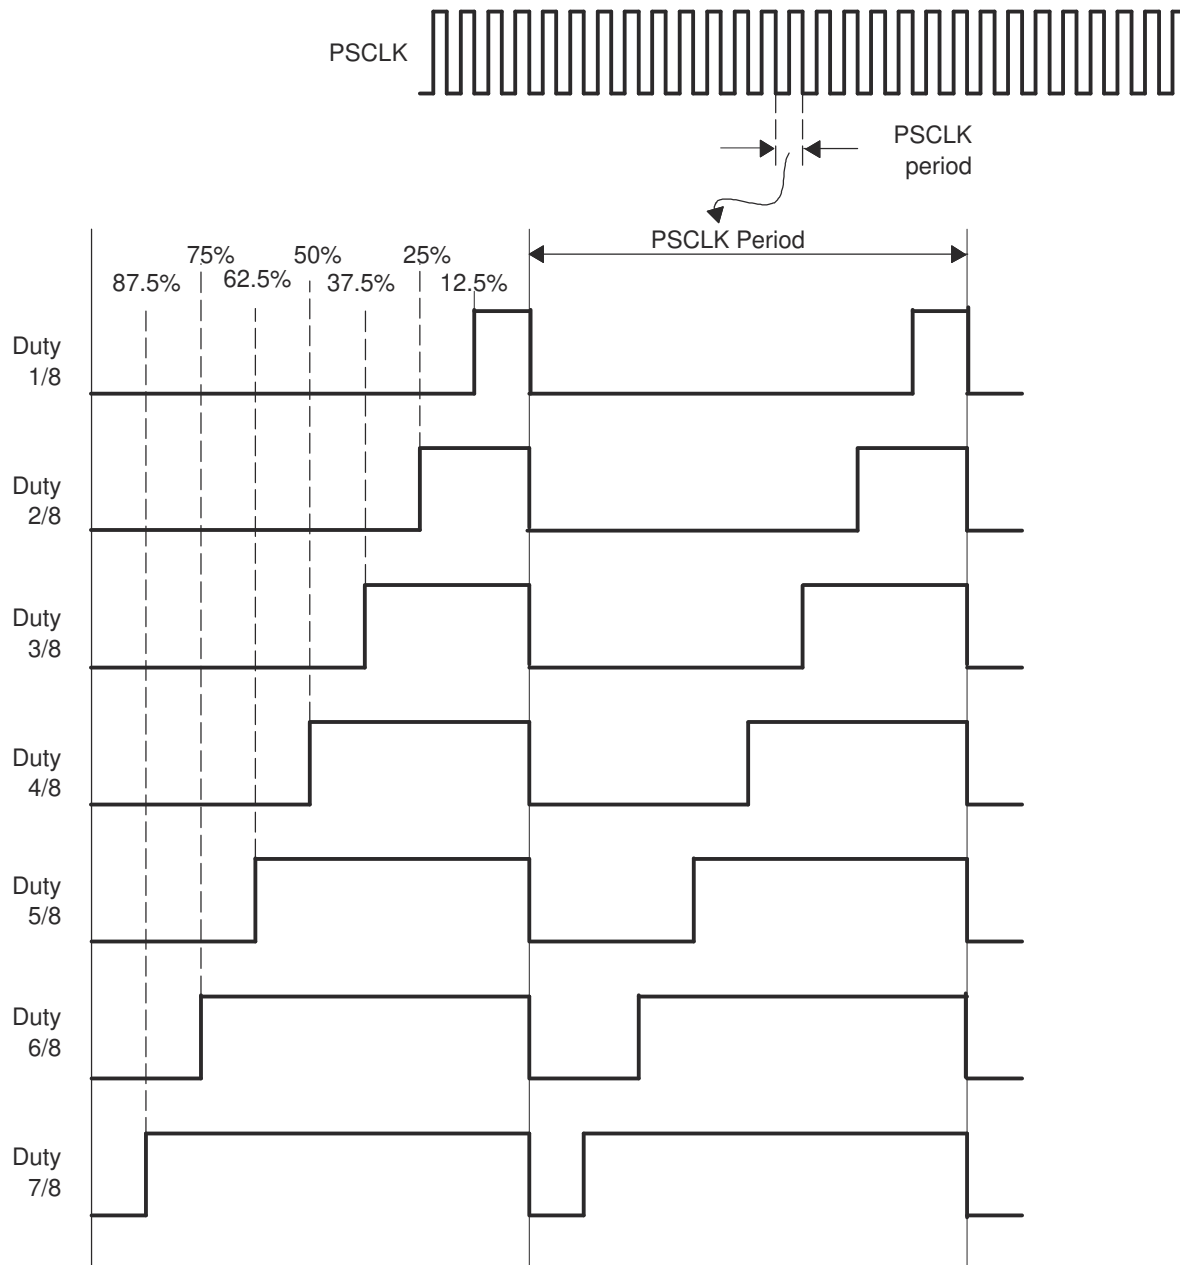 PSCLK
PSCLK
period
PSCLK Period
75%
50%
25%
87.5%
62.5%
37.5%
12.5%
Duty
1/8
Duty
2/8
Duty
3/8
Duty
4/8
Duty
5/8
Duty
6/8
Duty
7/8